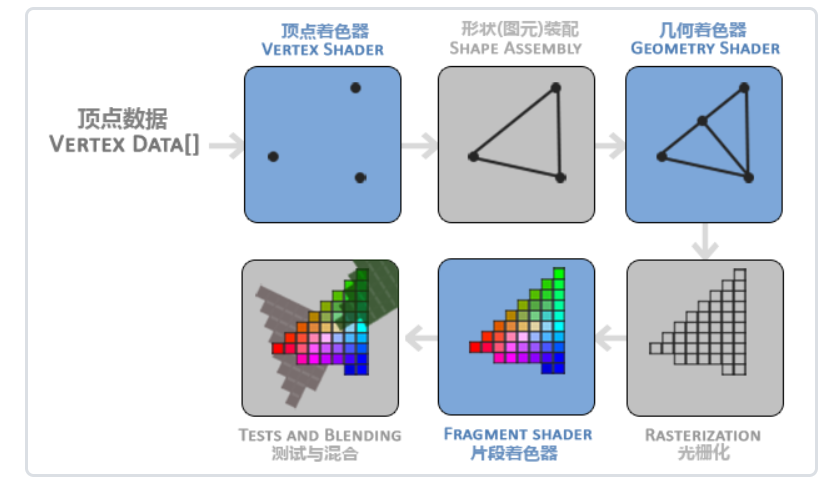 顶点数据
VERTEX DATA[]
顶点着色器
VERTEX SHADER
形状(图元)装配
SHAPE ASSEMBLY
几何着色器
GEOMETRY SHADER
TESTS AND BLENDING
测试与混合
FRAGMENT SHADER
片段着色器
RASTERIZATION
光栅化